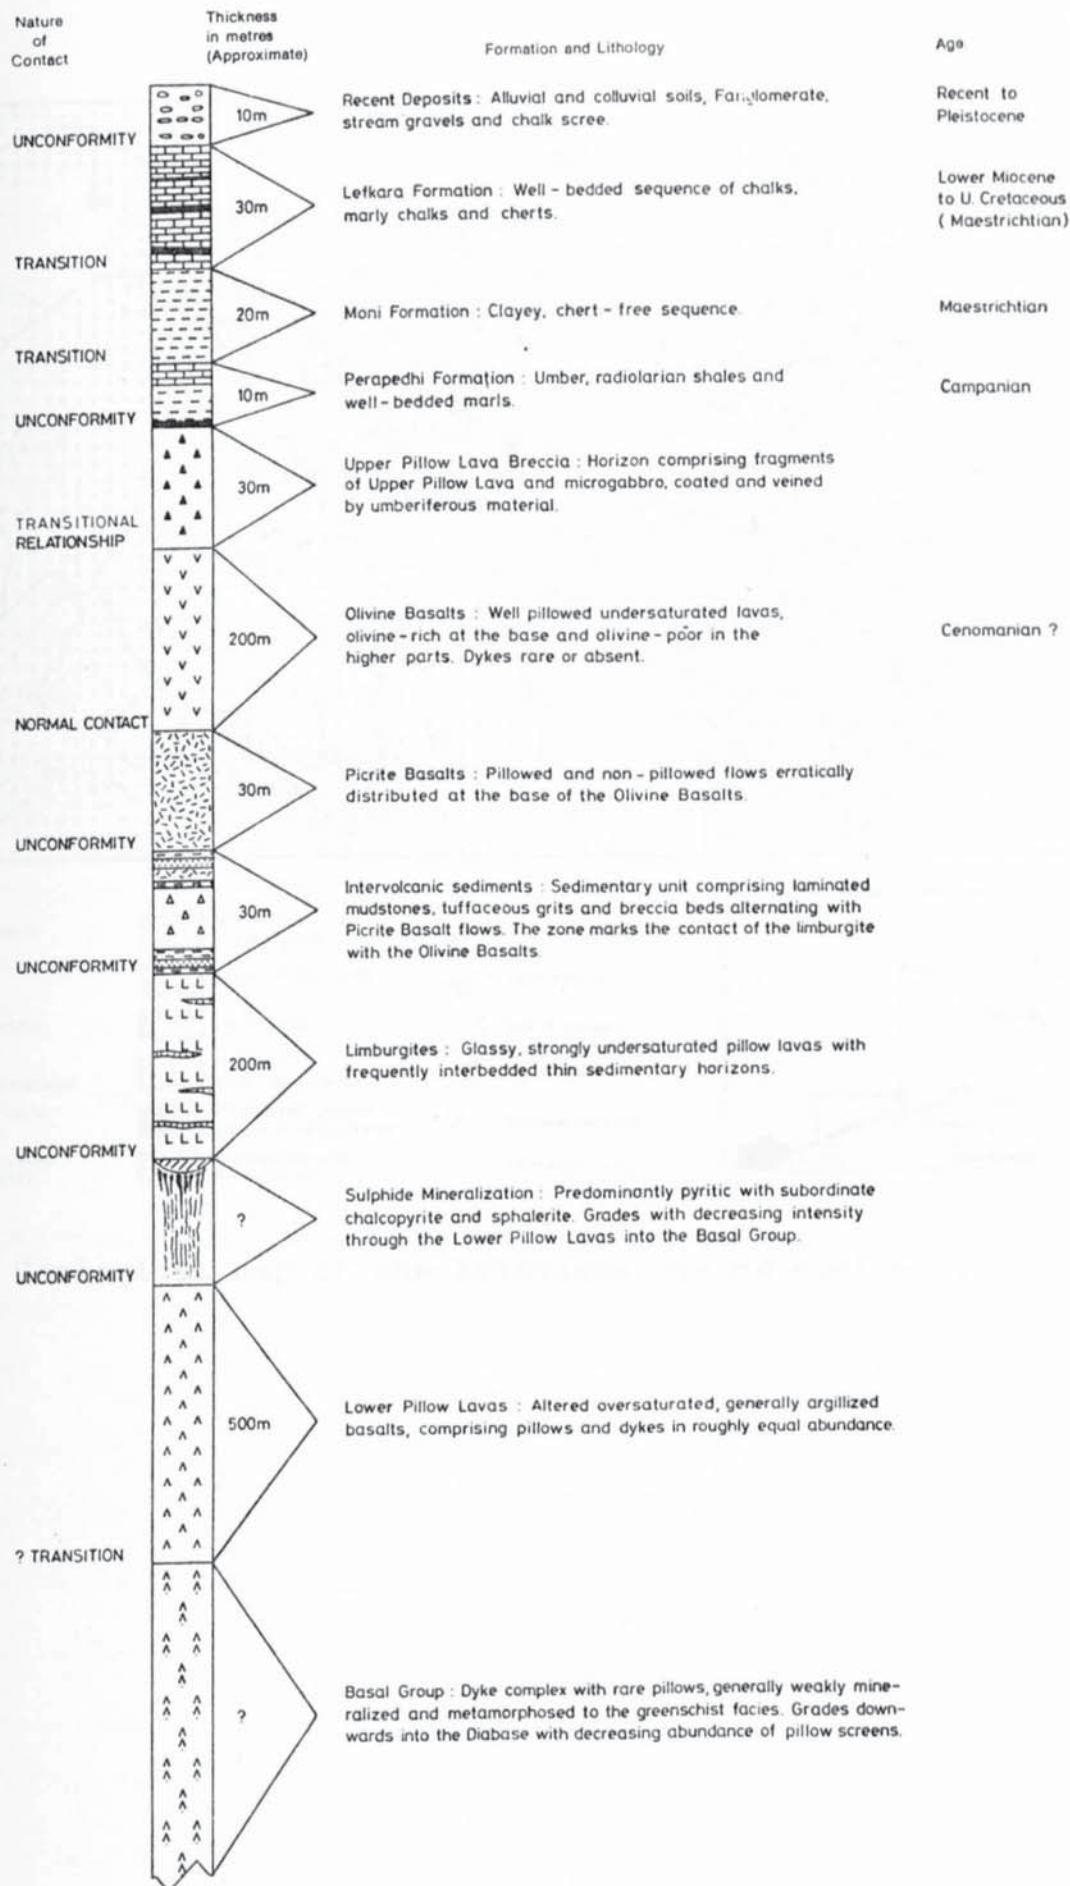 Nature
of
Contact
Thickness
in metres
(Approximate)
Formation and Lithology
Age
10m
Recent Deposits : Alluvial and colluvial soils, Fanglomerate,
stream gravels and chalk scree.
Recent to
Pleistocene
UNCONFORMITY
30m
Lefkara Formation : Well - bedded sequence of chalks,
marly chalks and cherts.
Lower Miocene
to U. Cretaceous
( Maestrichtian)
TRANSITION
20m
Moni Formation : Clayey, chert - free sequence.
Maestrichtian
TRANSITION
10m
Perapedhi Formation : Umber, radiolarian shales and
well - bedded marls.
Campanian
UNCONFORMITY
30m
Upper Pillow Lava Breccia : Horizon comprising fragments
of Upper Pillow Lava and microgabbro, coated and veined
by umberiferous material.
TRANSITIONAL
RELATIONSHIP
200m
Olivine Basalts : Well pillowed undersaturated lavas,
olivine - rich at the base and olivine - poor in the
higher parts. Dykes rare or absent.
Cenomanian ?
NORMAL CONTACT
30m
Picrite Basalts : Pillowed and non - pillowed flows erratically
distributed at the base of the Olivine Basalts.
UNCONFORMITY
30m
Intervolcanic sediments : Sedimentary unit comprising laminated
mudstones, tuffaceous grits and breccia beds alternating with
Picrite Basalt flows. The zone marks the contact of the limburgite
with the Olivine Basalts.
UNCONFORMITY
200m
Limburgites : Glassy, strongly undersaturated pillow lavas with
frequently interbedded thin sedimentary horizons.
UNCONFORMITY
?
Sulphide Mineralization : Predominantly pyritic with subordinate
chalcopyrite and sphalerite. Grades with decreasing intensity
through the Lower Pillow Lavas into the Basal Group.
UNCONFORMITY
500m
Lower Pillow Lavas : Altered oversaturated, generally argillized
basalts, comprising pillows and dykes in roughly equal abundance.
? TRANSITION
?
Basal Group : Dyke complex with rare pillows, generally weakly mine-
ralized and metamorphosed to the greenschist facies. Grades down-
wards into the Diabase with decreasing abundance of pillow screens.